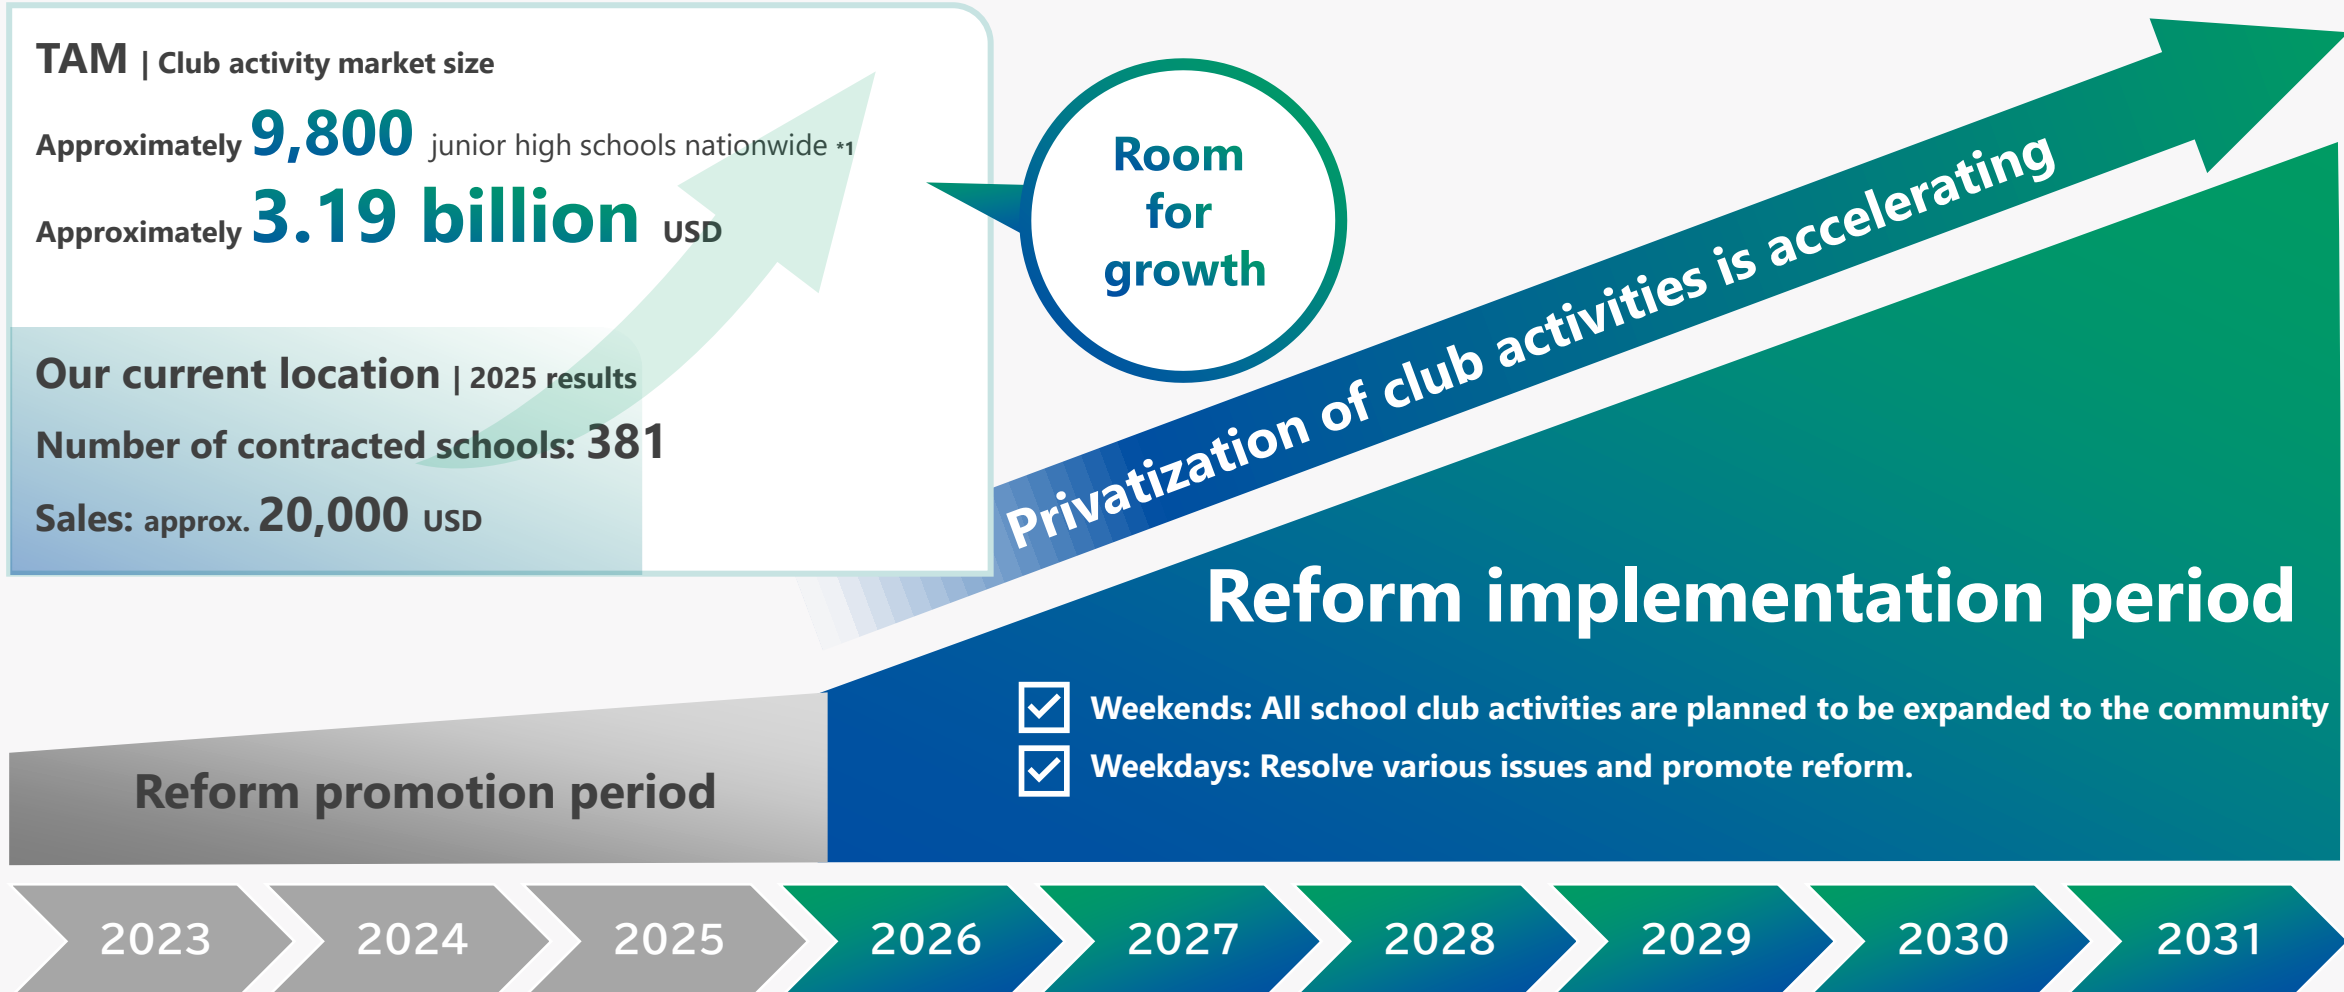 TAM | Club activity market size
Approximately 9,800 junior high schools nationwide *1
Approximately 3.19 billion USD
Our current location | 2025 results
Number of contracted schools: 381
Sales: approx. 20,000 USD
Room
for
growth
Privatization of club activities is accelerating
Reform implementation period
Weekends: All school club activities are planned to be expanded to the community
Weekdays: Resolve various issues and promote reform.
Reform promotion period
2023 2024 2025 2026 2027 2028 2029 2030 2031